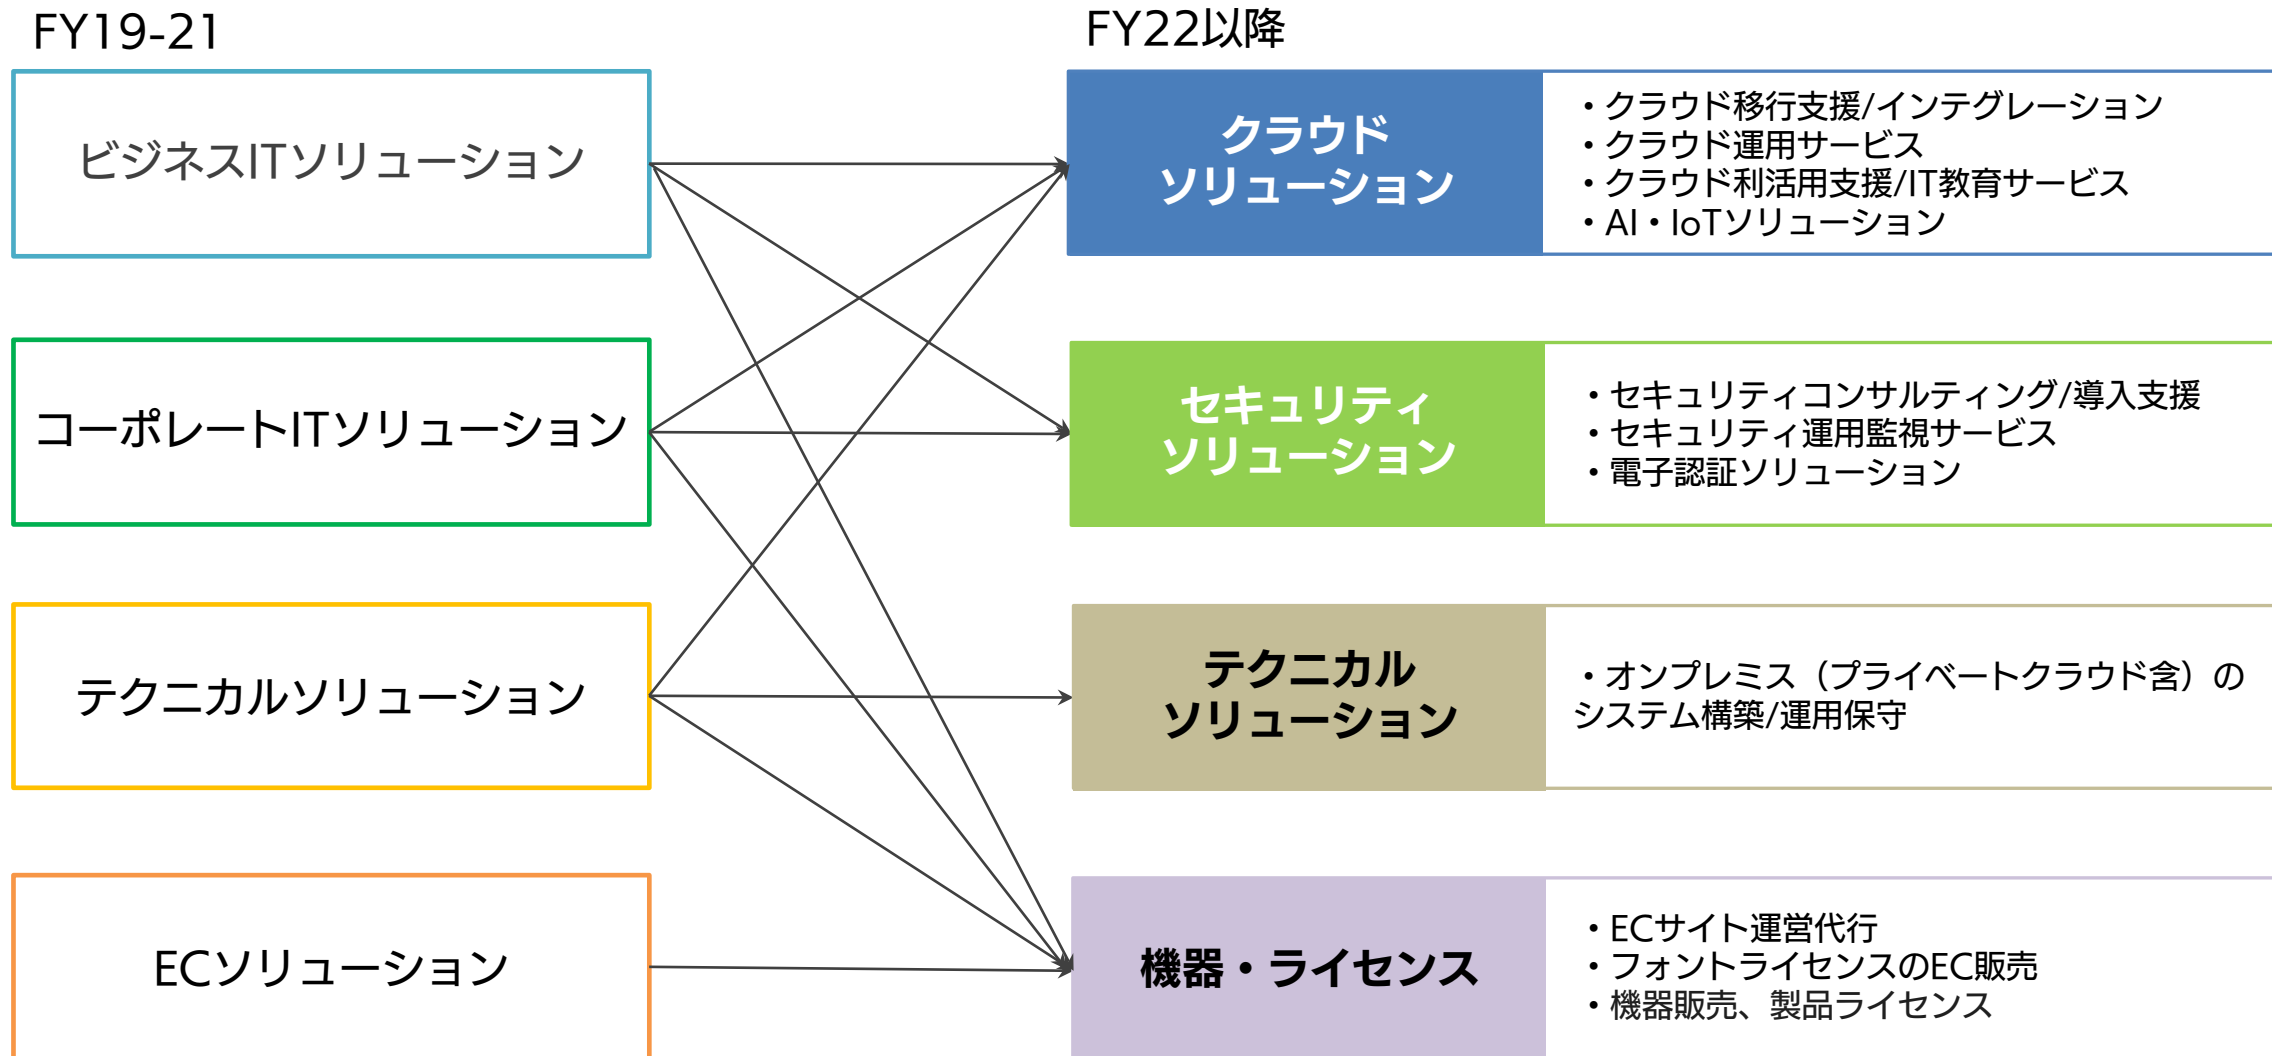 FY19-21
FY22以降
ビジネスITソリューション
クラウド
ソリューション
・クラウド移行支援/インテグレーション
・クラウド運用サービス
・クラウド利活用支援/IT教育サービス
・AI・IoTソリューション
コーポレートITソリューション
セキュリティ
ソリューション
・セキュリティコンサルティング/導入支援
・セキュリティ運用監視サービス
・電子認証ソリューション
テクニカルソリューション
テクニカル
ソリューション
・オンプレミス（プライベートクラウド含）の
システム構築/運用保守
ECソリューション
機器・ライセンス
・ECサイト運営代行
・フォントライセンスのEC販売
・機器販売、製品ライセンス